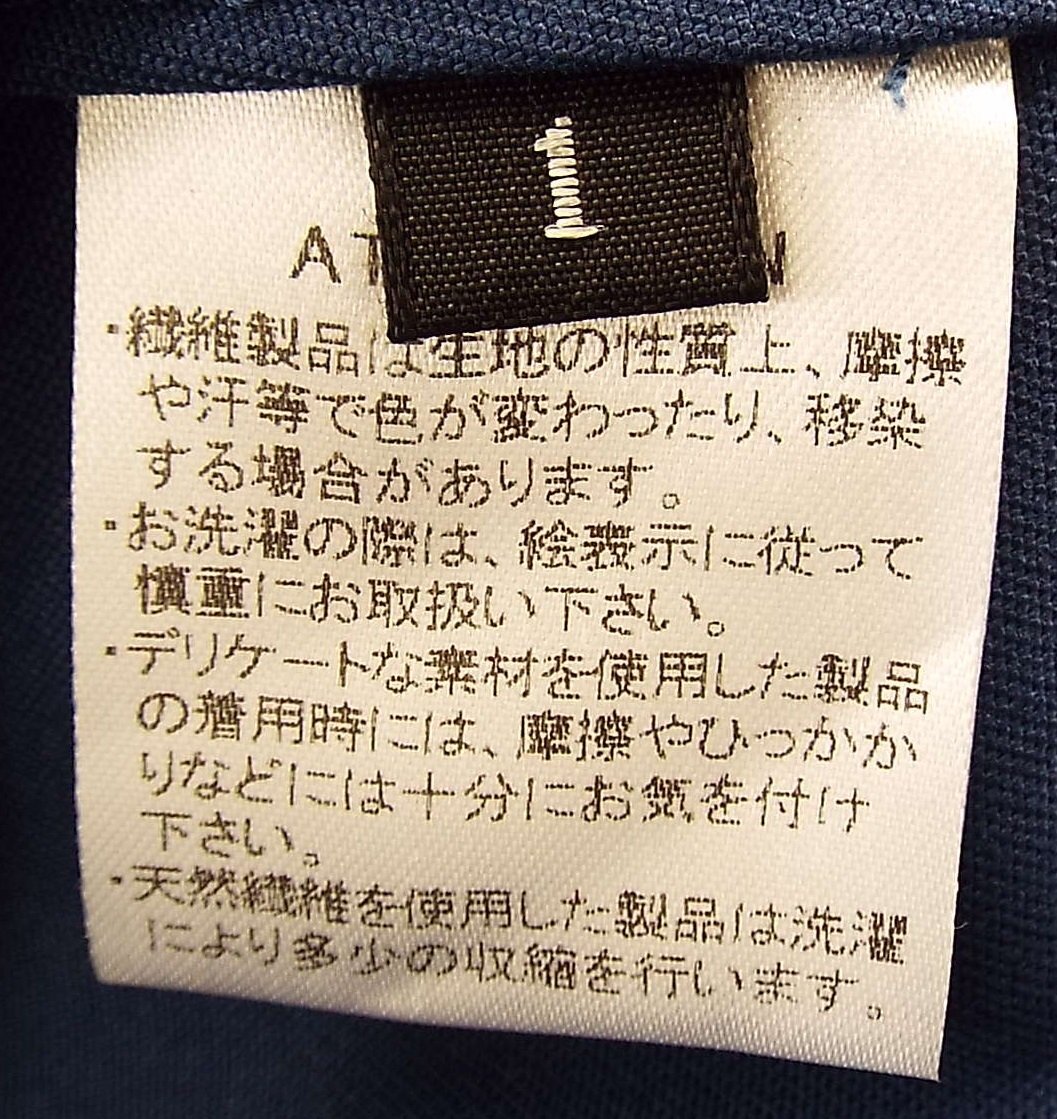 1
・繊維製品は生地の性質上、摩擦
や汗等で色が変わったり、移染
する場合があります。
・お洗濯の際は、絵表示に従って
慎重にお取扱い下さい。
・デリケートな素材を使用した製品
の着用時には、摩擦やひっかか
りなどには十分にお気を付け
下さい。
・天然繊維を使用した製品は洗濯
により多少の収縮を行います。